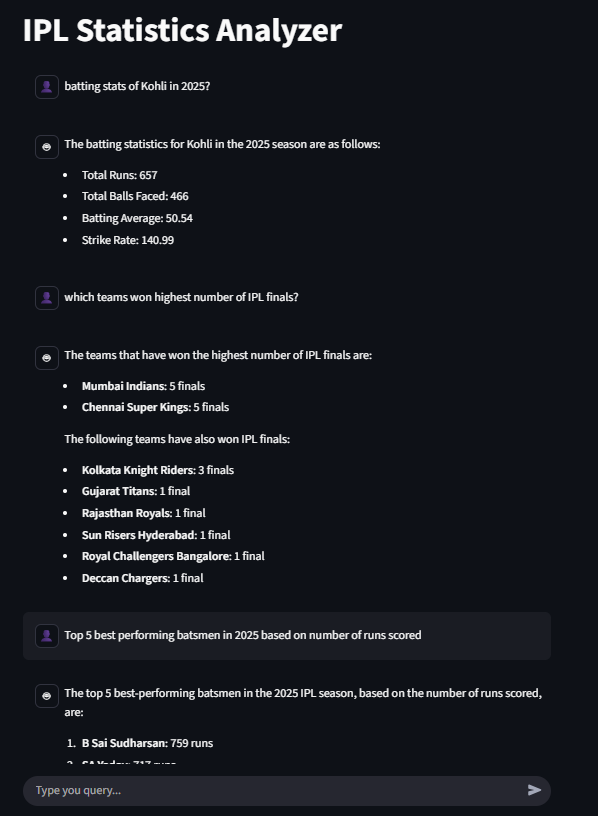 IPL Statistics Analyzer
batting stats of Kohli in 2025?
The batting statistics for Kohli in the 2025 season are as follows:
• Total Runs: 657
• Total Balls Faced: 466
• Batting Average: 50.54
• Strike Rate: 140.99
which teams won highest number of IPL finals?
The teams that have won the highest number of IPL finals are:
• Mumbai Indians: 5 finals
• Chennai Super Kings: 5 finals
The following teams have also won IPL finals:
• Kolkata Knight Riders: 3 finals
• Gujarat Titans: 1 final
• Rajasthan Royals: 1 final
• Sun Risers Hyderabad: 1 final
• Royal Challengers Bangalore: 1 final
• Deccan Chargers: 1 final
Top 5 best performing batsmen in 2025 based on number of runs scored
The top 5 best-performing batsmen in the 2025 IPL season, based on the number of runs scored,
are:
1. B Sai Sudharsan: 759 runs
2. SA Yadav: 717 runs
Type you query...